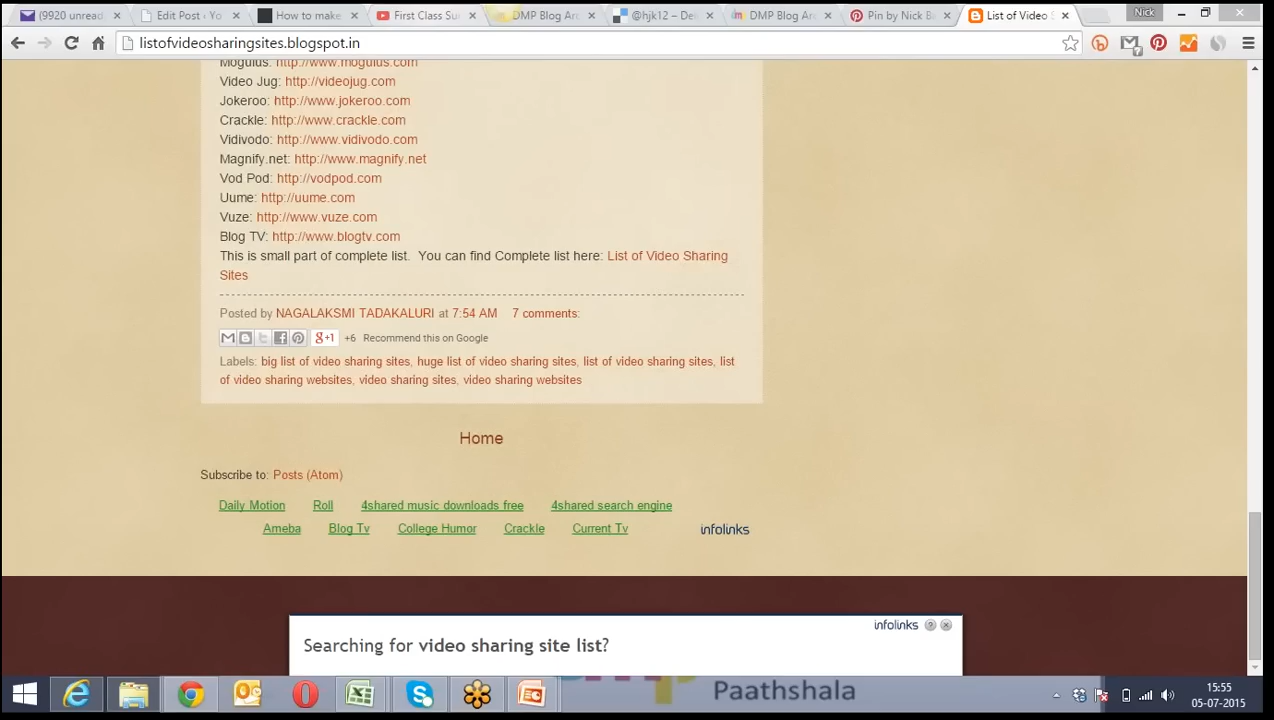 (9920 unread
Edit Post ‹ Yo
How to make
First Class Su
DMP Blog Ar
@hjk12 – De
DMP Blog Ar
Pin by Nick B
List of Video S
Nick
listofvideosharingsites.blogspot.in
Mogulus: http://www.mogulus.com
Video Jug: http://videojug.com
Jokeroo: http://www.jokeroo.com
Crackle: http://www.crackle.com
Vidivodo: http://www.vidivodo.com
Magnify.net: http://www.magnify.net
Vod Pod: http://vodpod.com
Uume: http://uume.com
Vuze: http://www.vuze.com
Blog TV: http://www.blogtv.com
This is small part of complete list. You can find Complete list here: List of Video Sharing
Sites
Posted by NAGALAKSMI TADAKALURI at 7:54 AM 7 comments:
g+1 +6 Recommend this on Google
Labels: big list of video sharing sites, huge list of video sharing sites, list of video sharing sites, list
of video sharing websites, video sharing sites, video sharing websites
Home
Subscribe to: Posts (Atom)
Daily Motion Roll 4shared music downloads free 4shared search engine
Ameba Blog Tv College Humor Crackle Current Tv infolinks
infolinks
Searching for video sharing site list?
Paathshala
15:55
05-07-2015